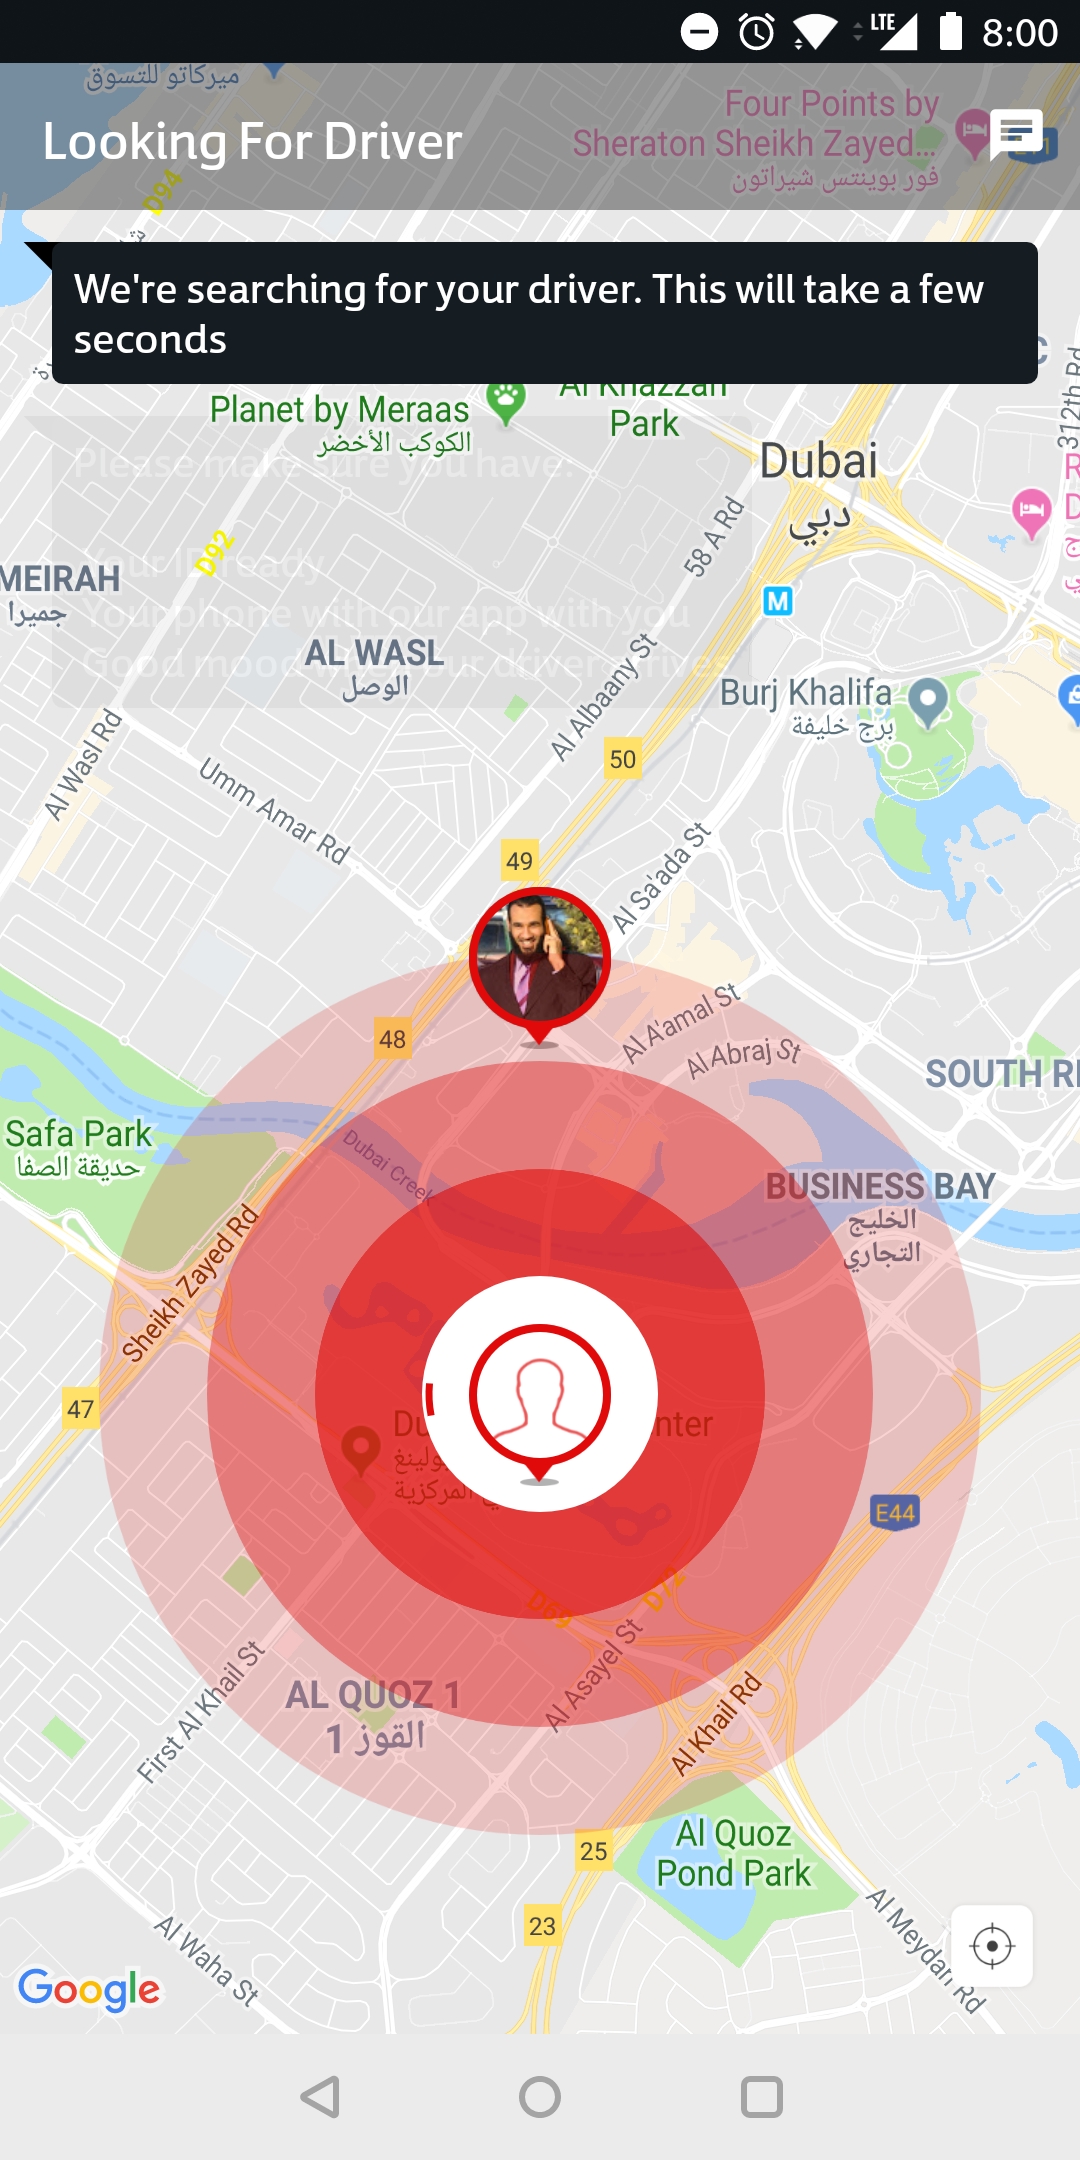 8:00
LTE
ميركاتو للتسوق
Looking For Driver
Four Points by
Sheraton Sheikh Zayed...
فور بوينتس شيراتون
D94
We're searching for your driver. This will take a few
seconds
312th Rd
Planet by Meraas
الكوكب الأخضر
Al Khazzan
Park
Please make sure you have:
Dubai
دبي
58 A Rd
D92
ready
MEIRAH
جميرا
Your phone with our app with you
M
AL WASL
الوصل
Good mood
Al Albaany St
Burj Khalifa
برج خليفة
Al Wasl Rd
50
Umm Amar Rd
49
Al Sa'ada St
48
Al A'amal St
Al Abraj St
SOUTH RI
Safa Park
حديقة الصفا
Dubai Creek
BUSINESS BAY
الخليج
التجاري
Sheikh Zayed Rd
47
Du
nter
المركزية
E44
D69
D72
First Al Khail St
AL QUOZ 1
القوز 1
Al Asayel St
Al Khail Rd
25
Al Quoz
Pond Park
23
Al Waha St
Al Meydan Rd
Google